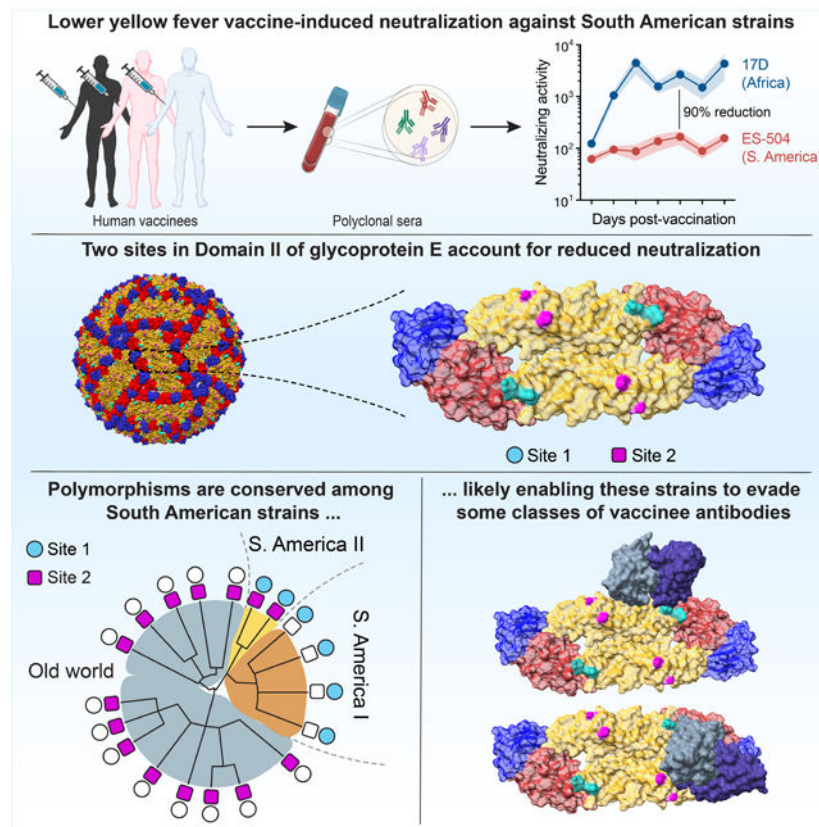 Lower yellow fever vaccine-induced neutralization against South American strains
Human vaccinees
Polyclonal sera
Neutralizing activity
10⁴
10³
10²
10¹
Days post-vaccination
17D
(Africa)
90% reduction
ES-504
(S. America)
Two sites in Domain II of glycoprotein E account for reduced neutralization
Site 1
Site 2
Polymorphisms are conserved among
South American strains ...
Site 1
Site 2
S. America II
S. America I
Old world
... likely enabling these strains to evade
some classes of vaccinee antibodies